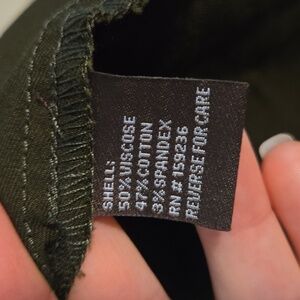 SHELL:
50% VISCOSE
47% COTTON
3% SPANDEX
RN # 159236
REVERSE FOR CARE